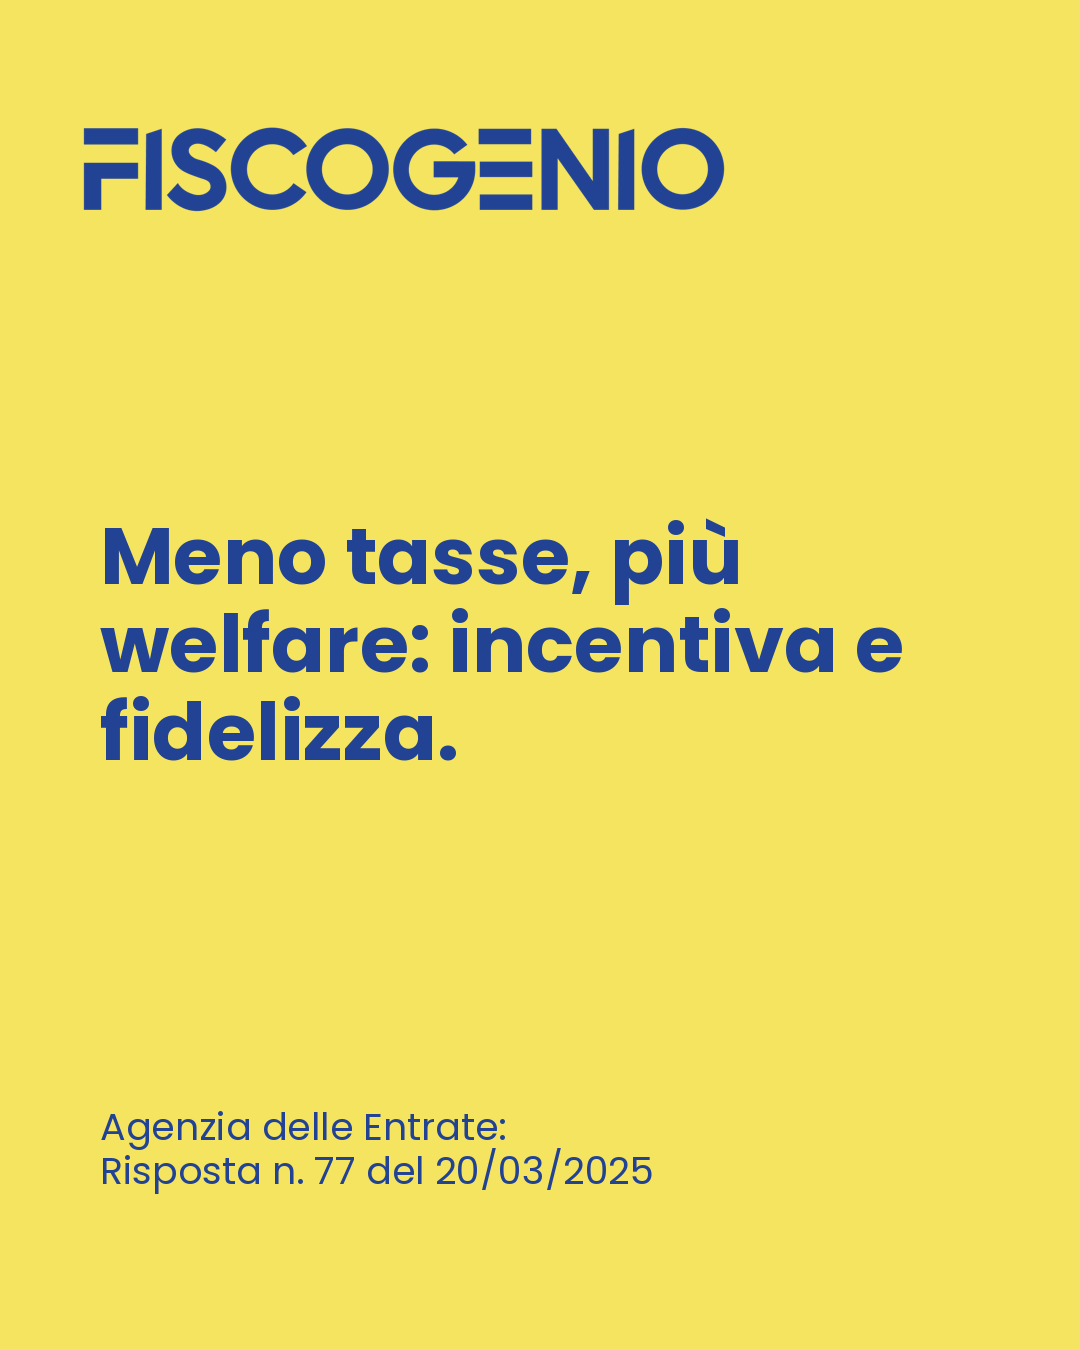 FISCOGENIO
Meno tasse, più
welfare: incentiva e
fidelizza.
Agenzia delle Entrate:
Risposta n. 77 del 20/03/2025